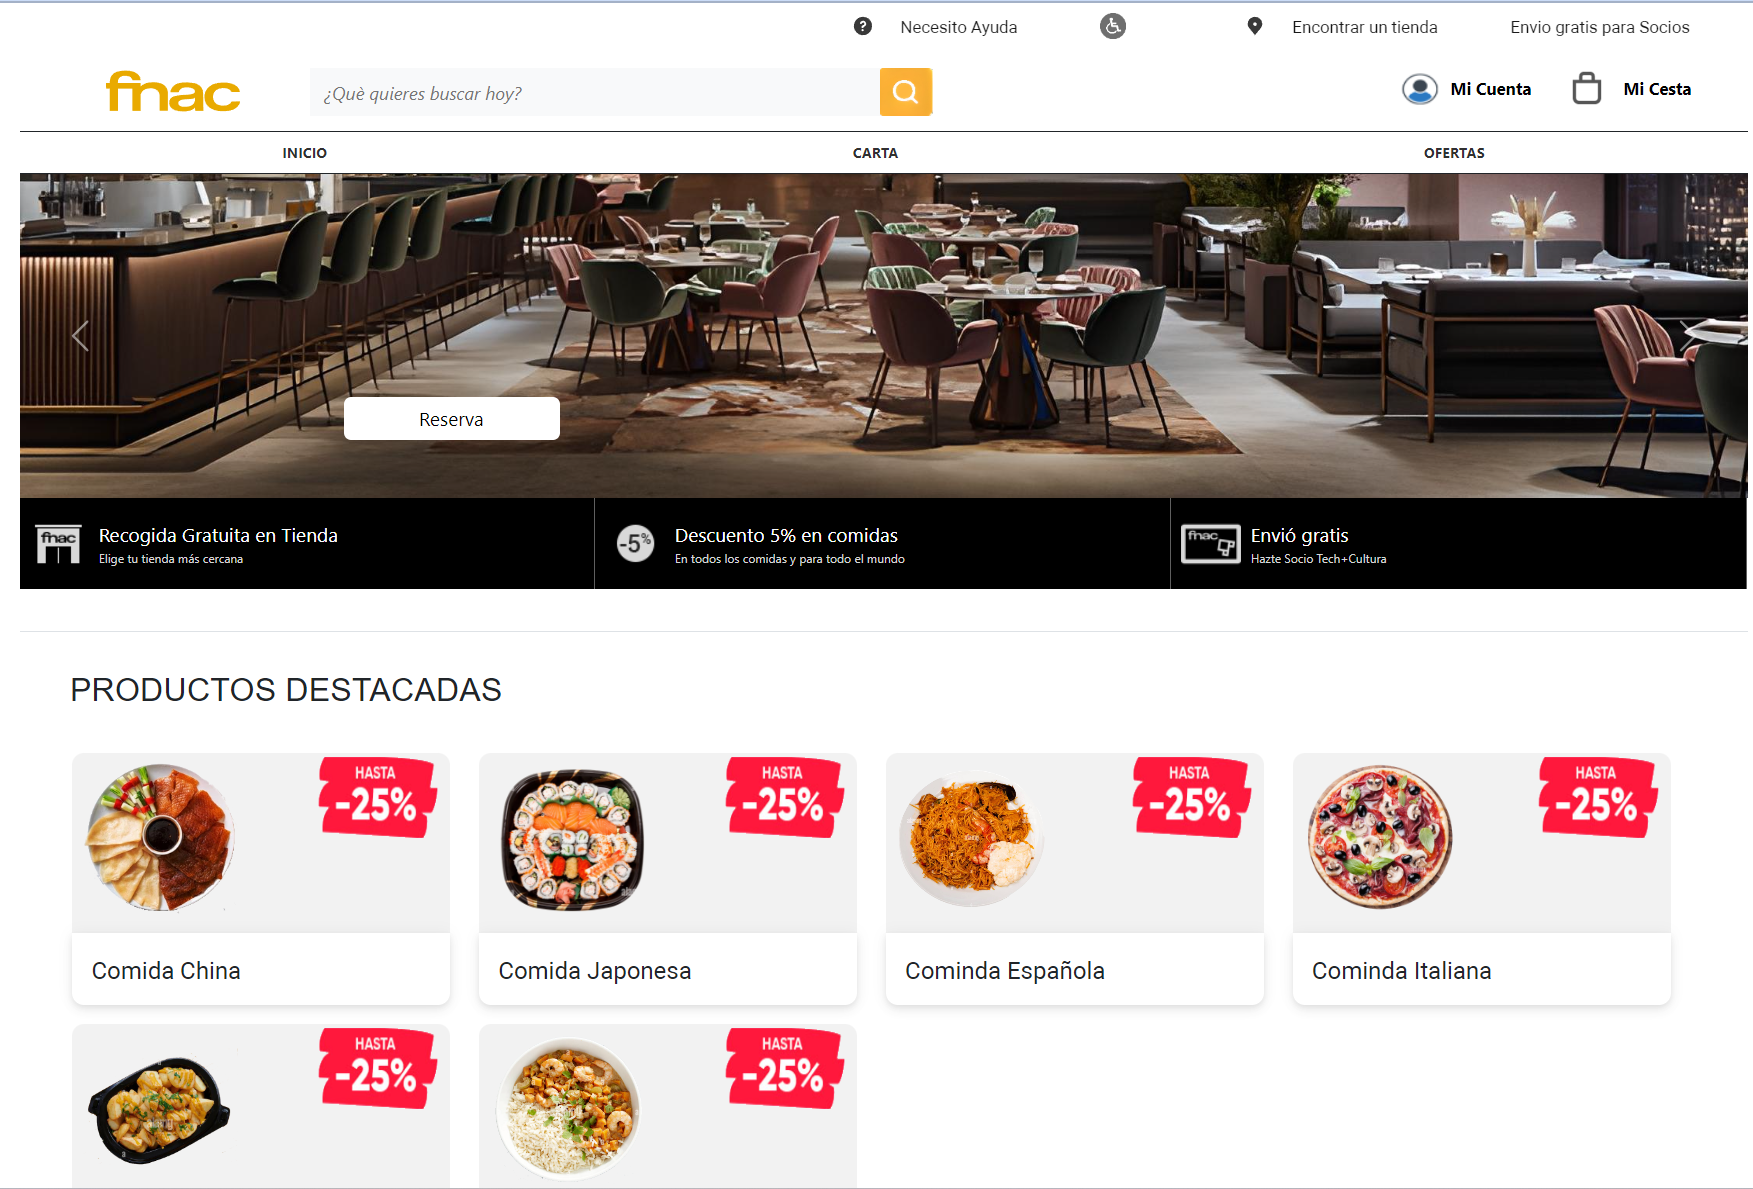 Necesito Ayuda
Encontrar un tienda
Envio gratis para Socios
fnac
¿Què quieres buscar hoy?
Mi Cuenta
Mi Cesta
INICIO
CARTA
OFERTAS
Reserva
fnac
Recogida Gratuita en Tienda
Elige tu tienda más cercana
-5%
Descuento 5% en comidas
En todos los comidas y para todo el mundo
fnac
Envió gratis
Hazte Socio Tech+Cultura
PRODUCTOS DESTACADAS
HASTA
-25%
HASTA
-25%
HASTA
-25%
HASTA
-25%
Comida China
Comida Japonesa
Cominda Española
Cominda Italiana
HASTA
-25%
HASTA
-25%